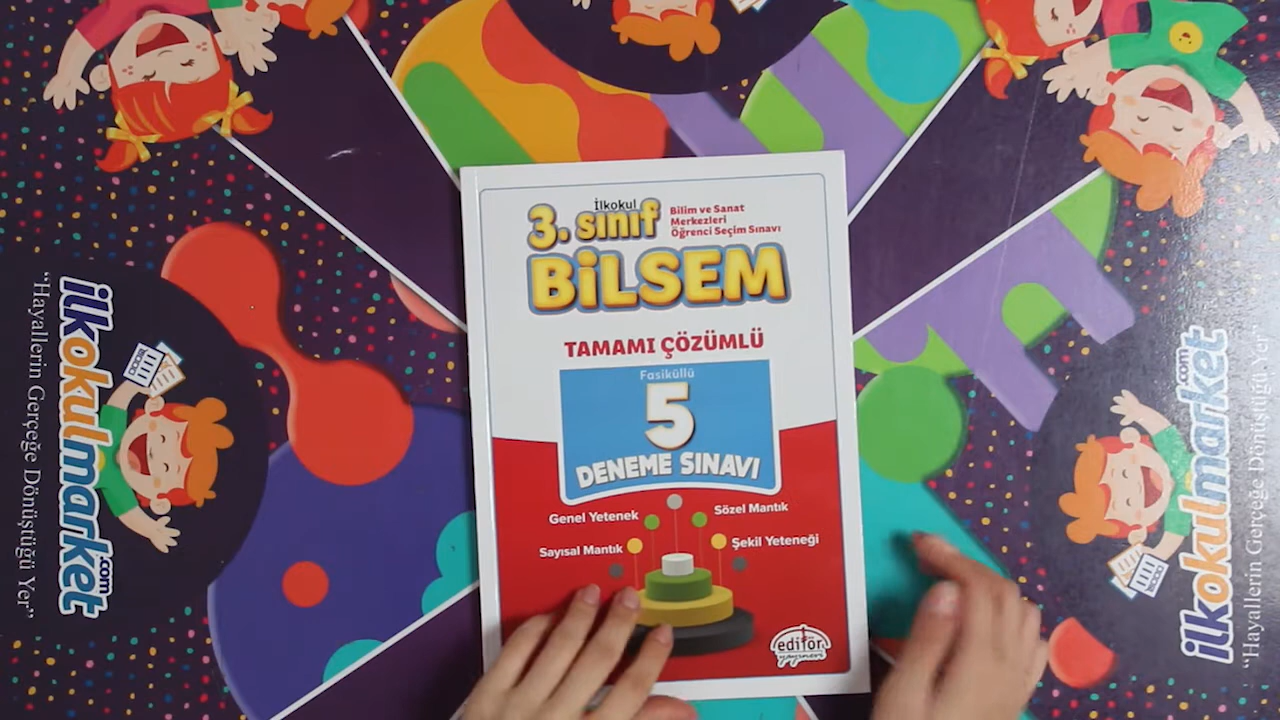 İlkokul
3. sınıf
Bilim ve Sanat
Merkezleri
Öğrenci Seçim Sınavı
BİLSEM
TAMAMI ÇÖZÜMLÜ
Fasiküllü
5
DENEME SINAVI
Genel Yetenek
Sözel Mantık
Sayısal Mantık
Şekil Yeteneği
editör
yayınevi
ilkokulmarket
.com
“Hayallerin Gerçeğe Dönüştüğü Yer”
ilkokulmarket
.com
“Hayallerin Gerçeğe Dönüştüğü Yer”